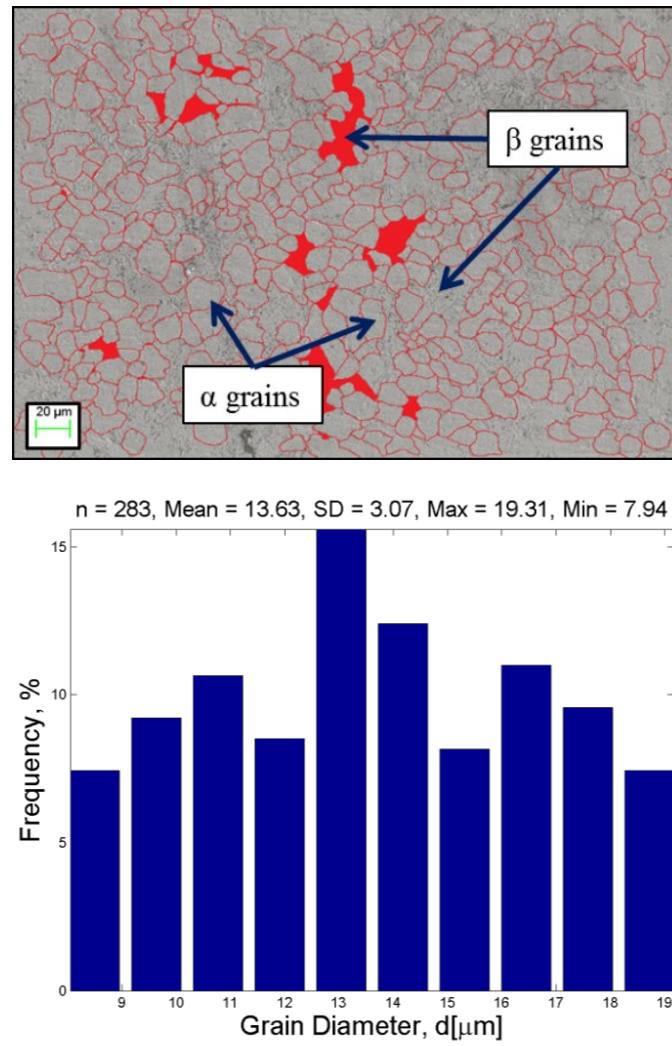 β grains
α grains
20 µm
n = 283, Mean = 13.63, SD = 3.07, Max = 19.31, Min = 7.94
15
10
5
0
Frequency, %
9 10 11 12 13 14 15 16 17 18 19
Grain Diameter, d[µm]